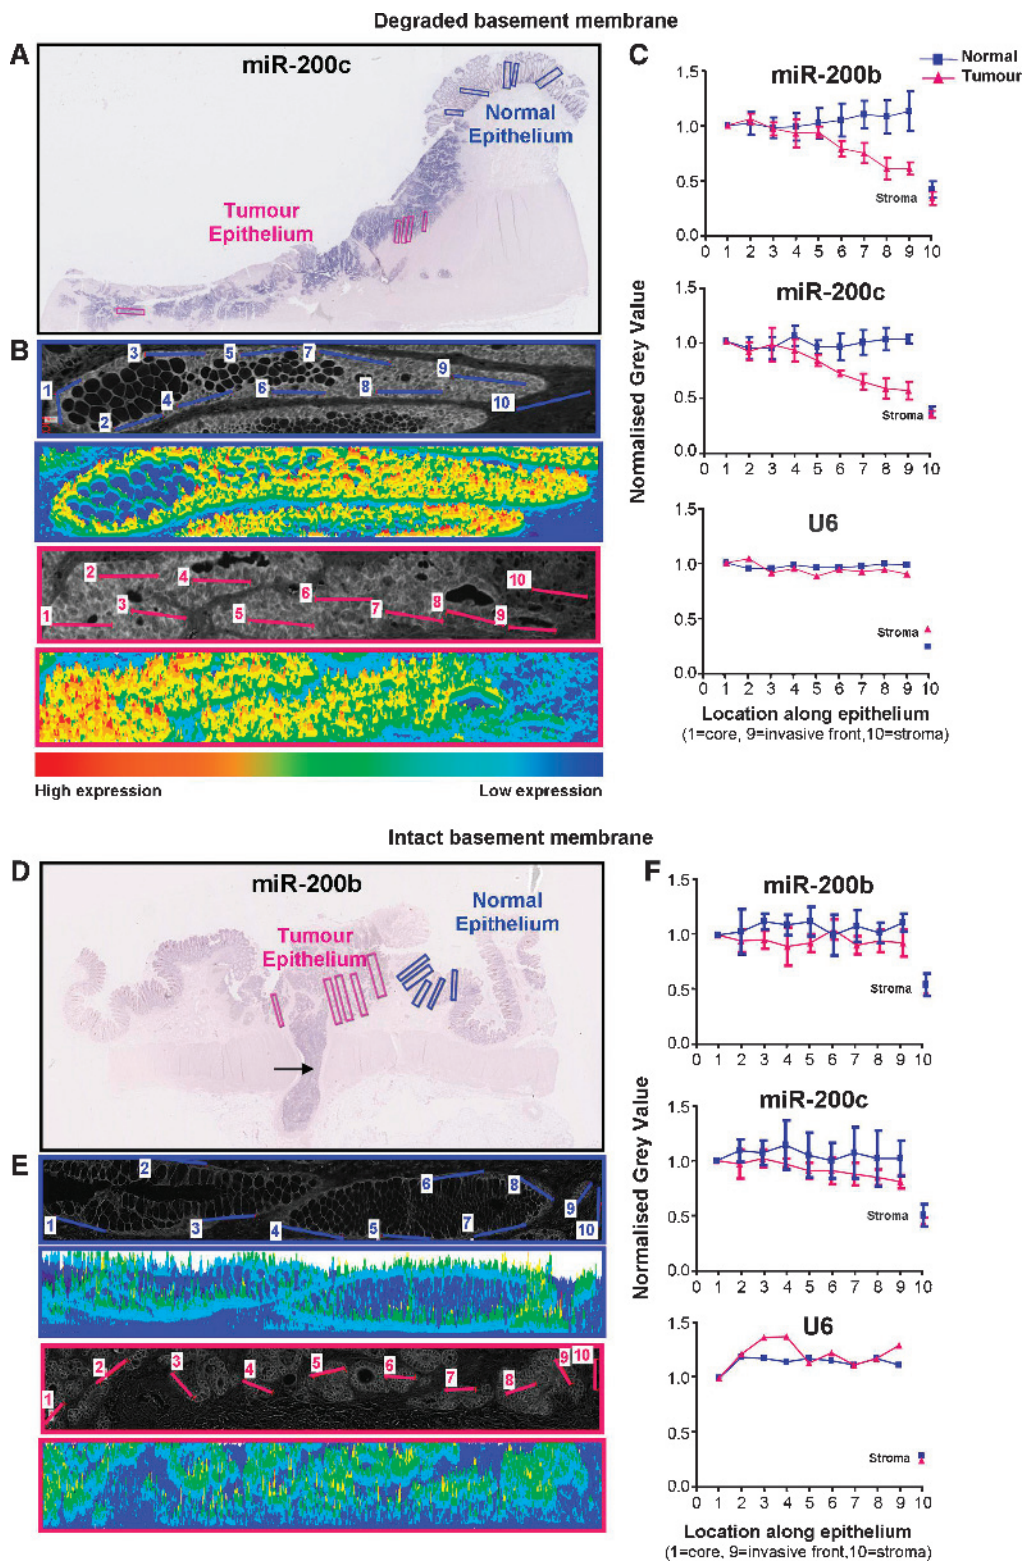 Degraded basement membrane
A
miR-200c
Normal
Epithelium
Tumour
Epithelium
B
3
5
7
9
1
4
6
8
10
2
2
4
10
6
8
3
7
1
5
9
High expression
Low expression
C
Normal
Tumour
miR-200b
1.5
1.0
0.5
0.0
Stroma
0 1 2 3 4 5 6 7 8 9 10
miR-200c
1.5
1.0
0.5
0.0
Stroma
0 1 2 3 4 5 6 7 8 9 10
Normalised Grey Value
U6
1.5
1.0
0.5
0.0
Stroma
0 1 2 3 4 5 6 7 8 9 10
Location along epithelium
(1=core, 9=invasive front,10=stroma)
Intact basement membrane
D
miR-200b
Normal
Epithelium
Tumour
Epithelium
E
2
6
8
9
1
3
4
5
7
10
2
3
4
5
6
9
10
7
8
1
F
miR-200b
1.5
1.0
0.5
0.0
Stroma
0 1 2 3 4 5 6 7 8 9 10
miR-200c
1.5
1.0
0.5
0.0
Stroma
0 1 2 3 4 5 6 7 8 9 10
Normalised Grey Value
U6
1.5
1.0
0.5
0.0
Stroma
0 1 2 3 4 5 6 7 8 9 10
Location along epithelium
(1=core, 9=invasive front,10=stroma)